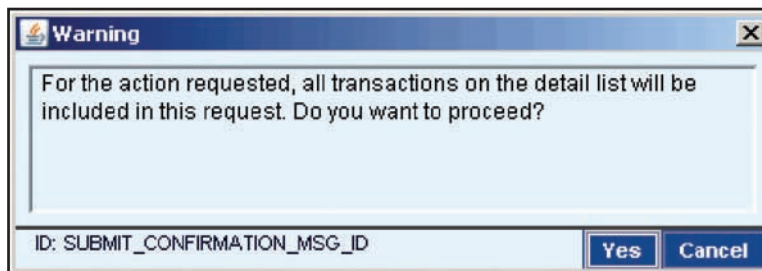 Warning
For the action requested, all transactions on the detail list will be
included in this request. Do you want to proceed?
ID: SUBMIT_CONFIRMATION_MSG_ID
Yes Cancel